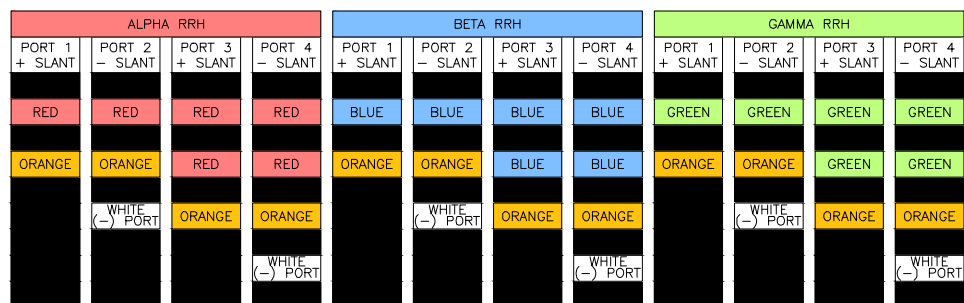 ALPHA RRH BETA RRH GAMMA RRH
PORT 1 PORT 2 PORT 3 PORT 4 PORT 1 PORT 2 PORT 3 PORT 4 PORT 1 PORT 2 PORT 3 PORT 4
+ SLANT - SLANT + SLANT - SLANT + SLANT - SLANT + SLANT - SLANT + SLANT - SLANT + SLANT - SLANT
RED RED RED RED BLUE BLUE BLUE BLUE GREEN GREEN GREEN GREEN
ORANGE ORANGE RED RED ORANGE ORANGE BLUE BLUE ORANGE ORANGE GREEN GREEN
WHITE WHITE WHITE
(-) PORT ORANGE ORANGE (-) PORT ORANGE ORANGE (-) PORT ORANGE ORANGE
WHITE WHITE WHITE
(-) PORT (-) PORT (-) PORT